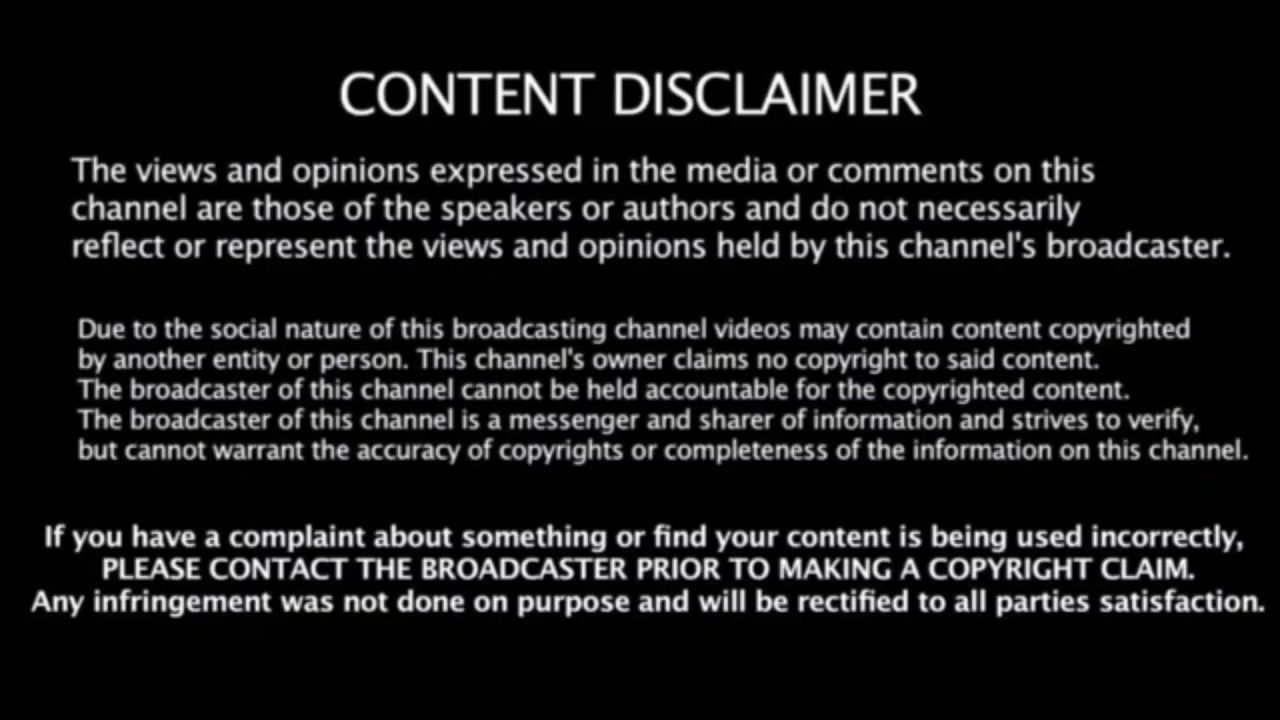 CONTENT DISCLAIMER
The views and opinions expressed in the media or comments on this
channel are those of the speakers or authors and do not necessarily
reflect or represent the views and opinions held by this channel's broadcaster.
Due to the social nature of this broadcasting channel videos may contain content copyrighted
by another entity or person. This channel's owner claims no copyright to said content.
The broadcaster of this channel cannot be held accountable for the copyrighted content.
The broadcaster of this channel is a messenger and sharer of information and strives to verify,
but cannot warrant the accuracy of copyrights or completeness of the information on this channel.
If you have a complaint about something or find your content is being used incorrectly,
PLEASE CONTACT THE BROADCASTER PRIOR TO MAKING A COPYRIGHT CLAIM.
Any infringement was not done on purpose and will be rectified to all parties satisfaction.